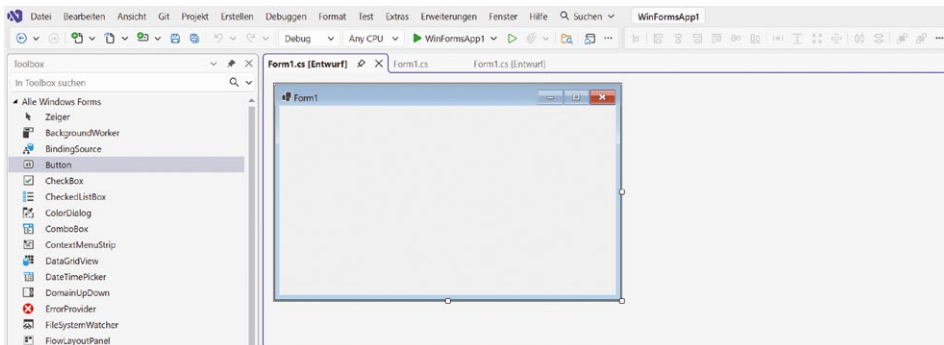 Datei Bearbeiten Ansicht Git Projekt Erstellen Debuggen Format Test Extras Erweiterungen Fenster Hilfe Suchen WinFormsApp1
Debug Any CPU WinFormsApp1
Toolbox
In Toolbox suchen
Alle Windows Forms
Zeiger
BackgroundWorker
BindingSource
Button
CheckBox
CheckedListBox
ColorDialog
ComboBox
ContextMenuStrip
DataGridView
DateTimePicker
DomainUpDown
ErrorProvider
FileSystemWatcher
FlowLayoutPanel
Form1.cs [Entwurf] Form1.cs Form1.cs [Entwurf]
Form1